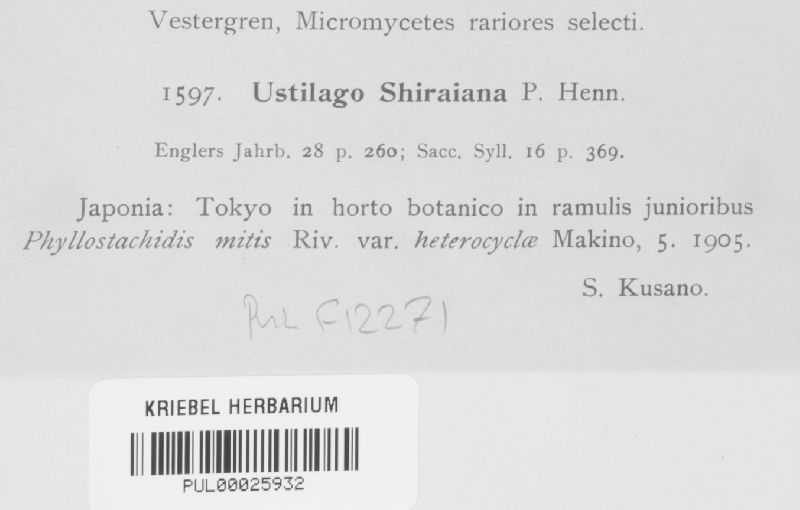 Vestergren, Micromycetes rariores selecti.
1597. Ustilago Shiraiana P. Henn.
Englers Jahrb. 28 p. 260; Sacc. Syll. 16 p. 369.
Japonia: Tokyo in horto botanico in ramulis junioribus
Phyllostachidis mitis Riv. var. heterocyclæ Makino, 5. 1905.
S. Kusano.
PUL F12271
KRIEBEL HERBARIUM
PUL00025932